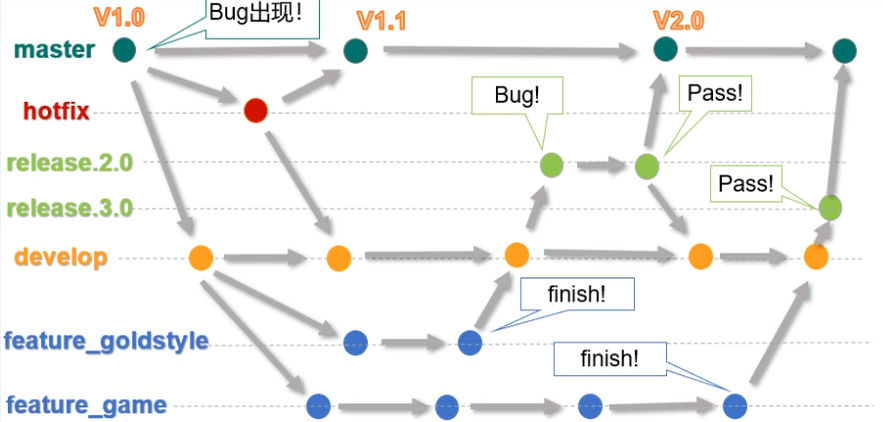 V1.0
Bug出现!
V1.1
V2.0
master
hotfix
Bug!
Pass!
release.2.0
Pass!
release.3.0
develop
finish!
feature_goldstyle
finish!
feature_game